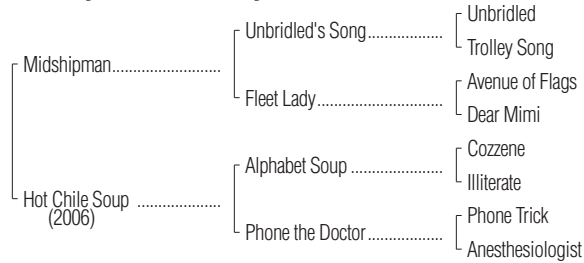 Unbridled
Unbridled's Song..................
Trolley Song
Midshipman..........................
Avenue of Flags
Fleet Lady..............................
Dear Mimi
Cozzene
Alphabet Soup ......................
Illiterate
Hot Chile Soup ....................
(2006)
Phone Trick
Phone the Doctor..................
Anesthesiologist